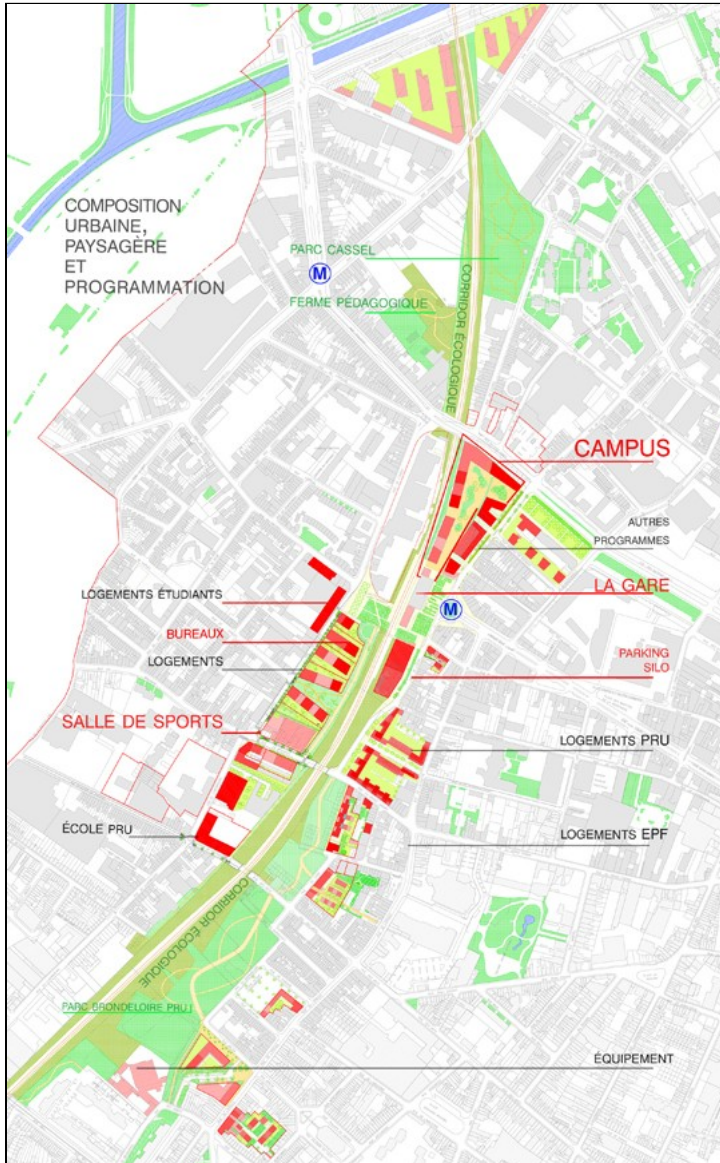 COMPOSITION
URBAINE,
PAYSAGÈRE
ET
PROGRAMMATION
PARC CASSEL
M
FERME PÉDAGOGIQUE
CORRIDOR ÉCOLOGIQUE
CAMPUS
AUTRES
PROGRAMMES
LOGEMENTS ÉTUDIANTS
LA GARE
M
BUREAUX
LOGEMENTS
PARKING
SILO
SALLE DE SPORTS
LOGEMENTS PRU
ÉCOLE PRU
LOGEMENTS EPF
CORRIDOR ÉCOLOGIQUE
PARC BRONDELOIRE PRU
ÉQUIPEMENT